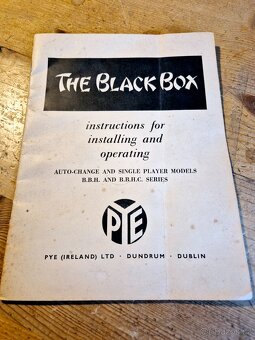 THE BLACK BOX
instructions for
installing and
operating
AUTO-CHANGE AND SINGLE PLAYER MODELS
B.B.H. AND B.B.H.C. SERIES
PYE
PYE (IRELAND) LTD · DUNDRUM · DUBLIN